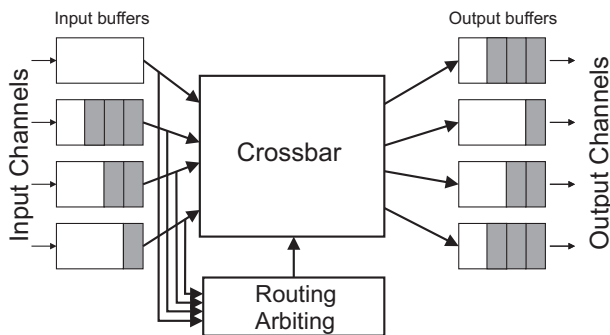 Input buffers
Output buffers
Input Channels
Crossbar
Output Channels
Routing
Arbiting